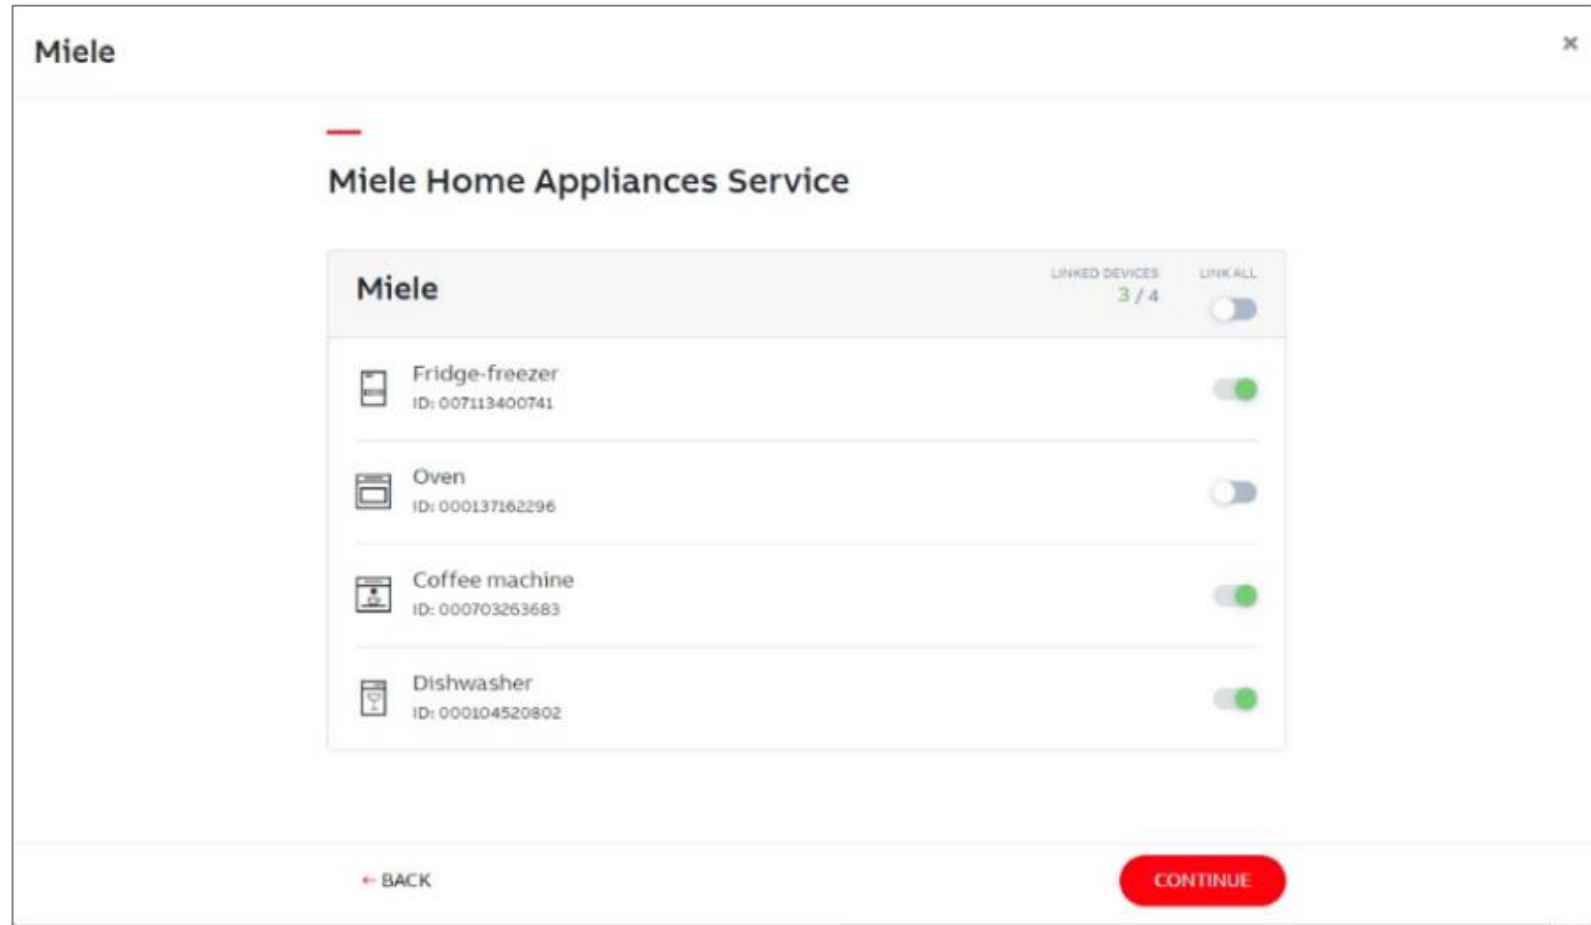 Miele
×
Miele Home Appliances Service
Miele
LINKED DEVICES
3 / 4
LINK ALL
Fridge-freezer
ID: 007113400741
Oven
ID: 000137162296
Coffee machine
ID: 000703263683
Dishwasher
ID: 000104520802
← BACK
CONTINUE